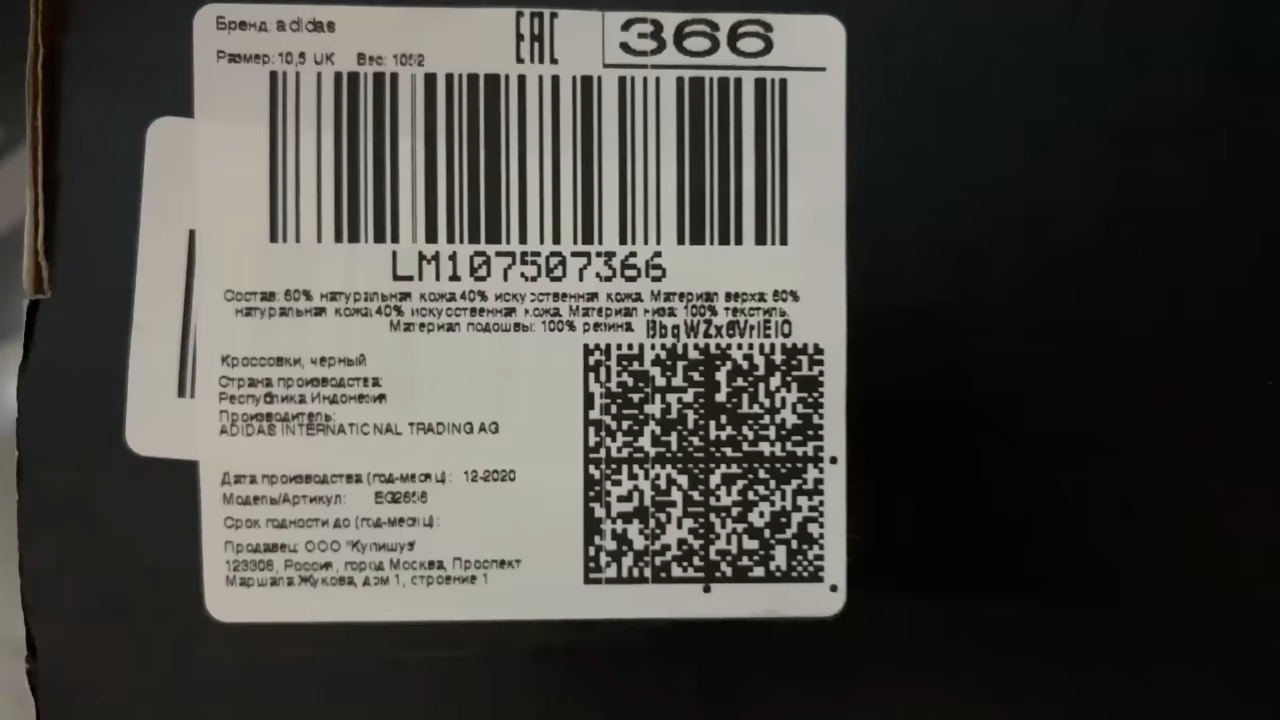 Бренд: adidas
EAC
366
Размер: 10,5 UK Вес: 1052
LM107507366
Состав: 60% натуральная кожа 40% искусственная кожа. Материал верха: 60%
натуральная кожа 40% искусственная кожа. Материал низа: 100% текстиль.
Материал подошвы: 100% резина.
Кроссовки, черный
Страна производства:
Республика Индонезия
Производитель:
ADIDAS INTERNATIONAL TRADING AG
Дата производства (год-месяц): 12-2020
Модель/Артикул:
Срок годности до (год-месяц):
Продавец: ООО "Купишуз"
123308, Россия, город Москва, Проспект
Маршала Жукова, дом 1, строение 1